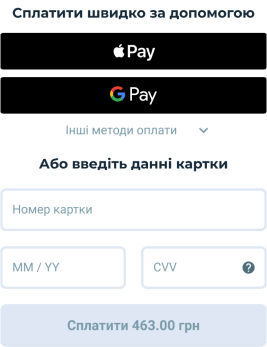 Сплатити швидко за допомогою
Pay
G Pay
Інші методи оплати
Або введіть данні картки
Номер картки
MM / YY
CVV ?
Сплатити 463.00 грн